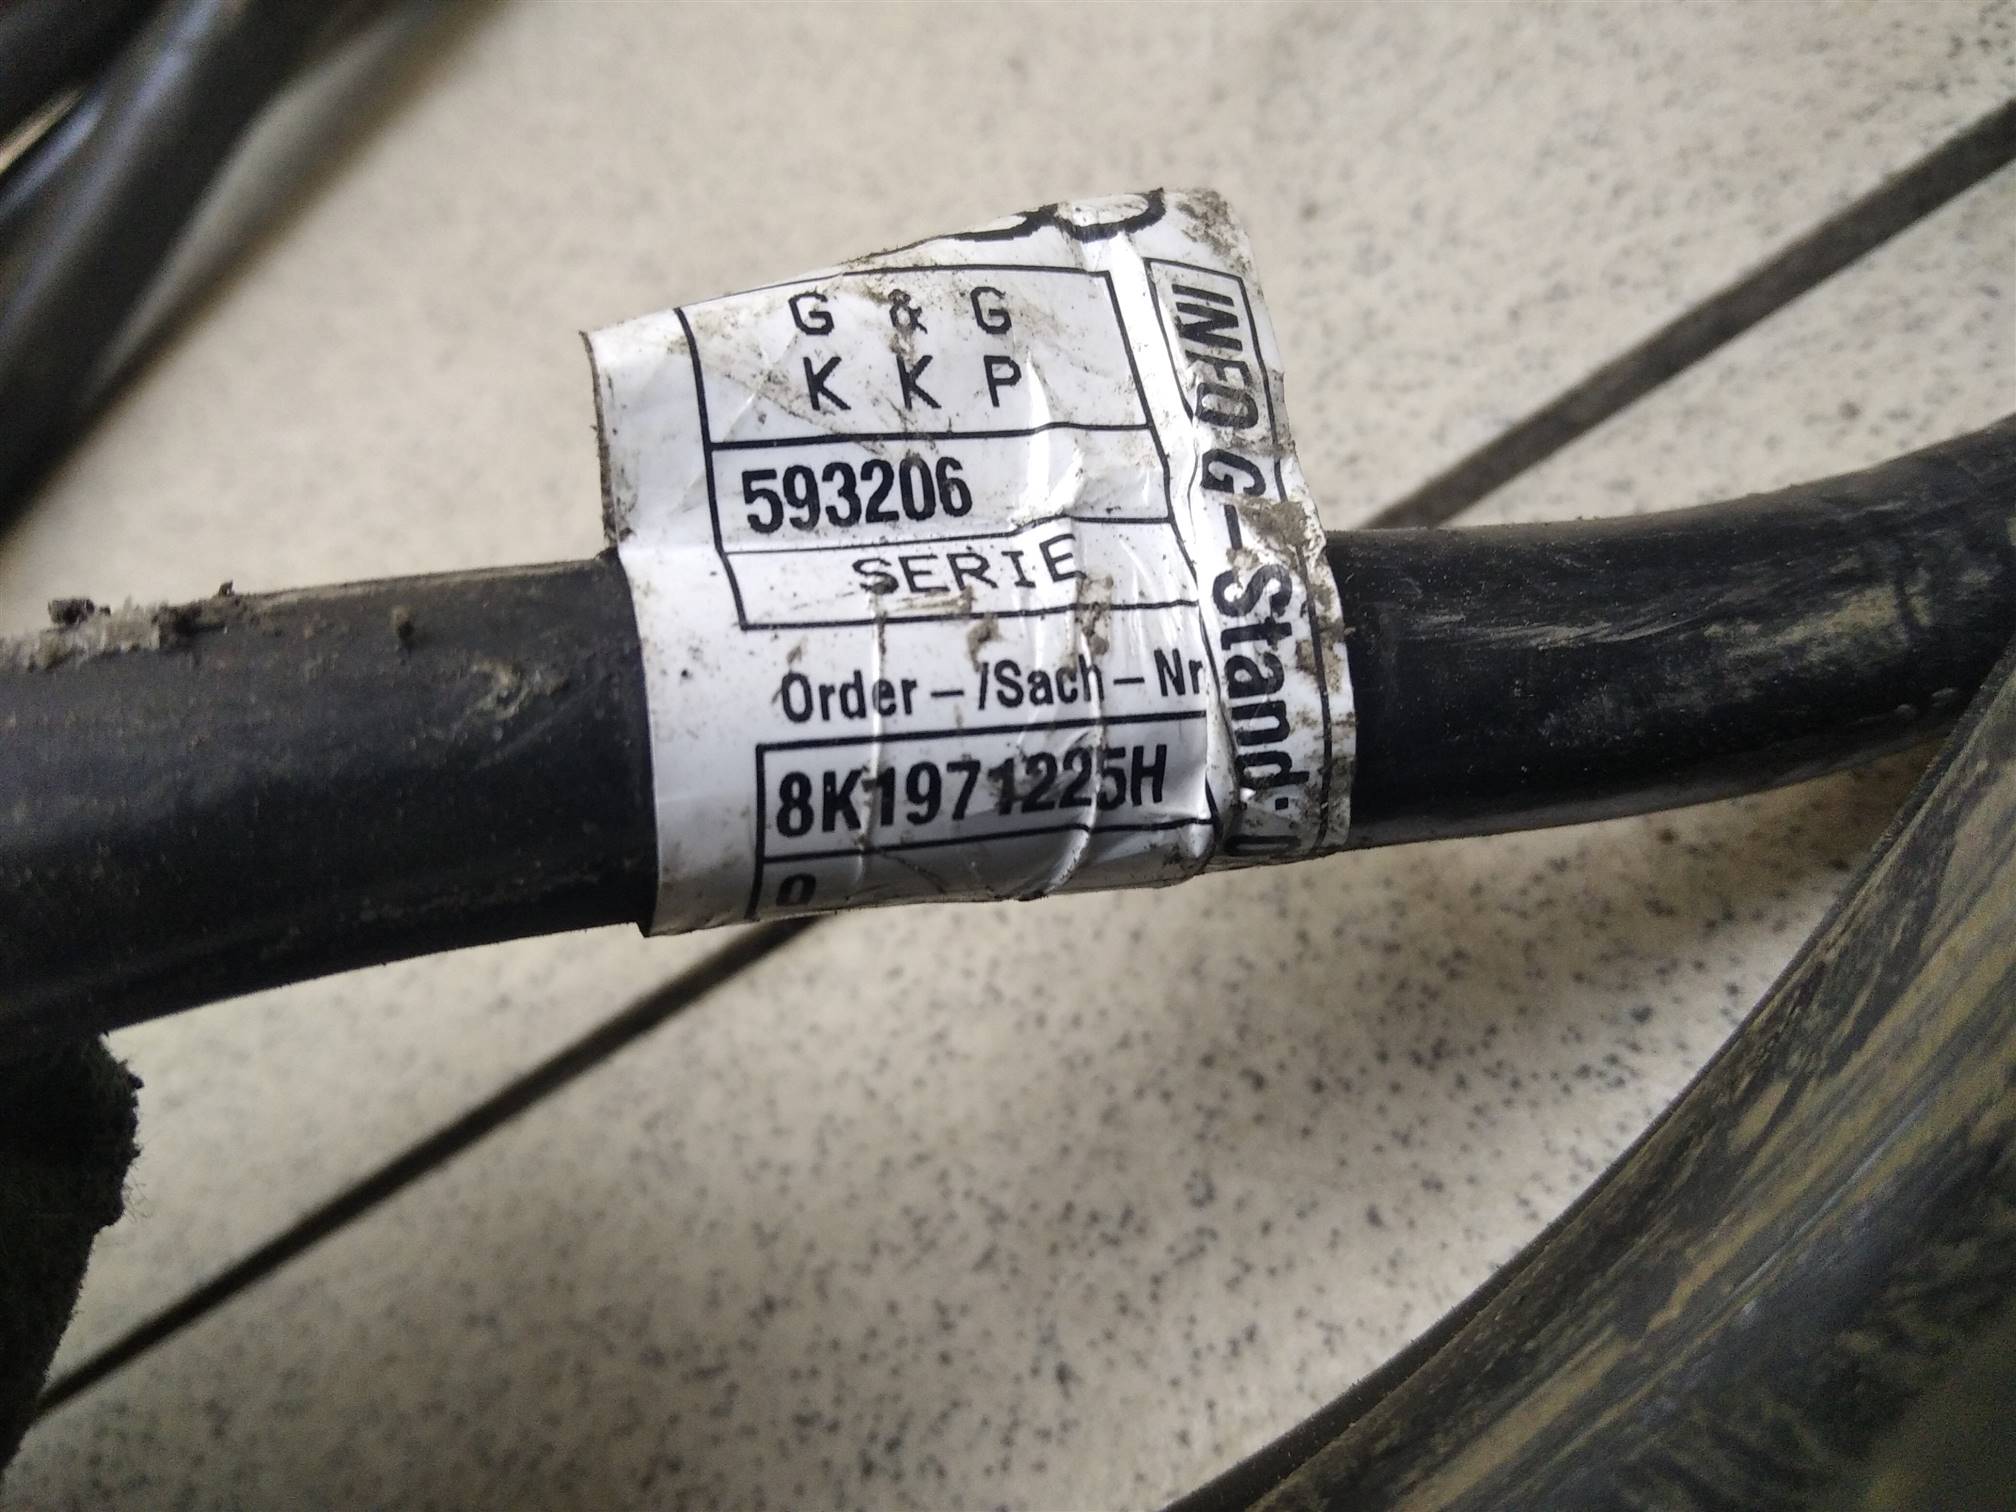 G & G
K K P
593206
SERIE
Order-/Sach-Nr
8K1971225H
INFO G-Stand: